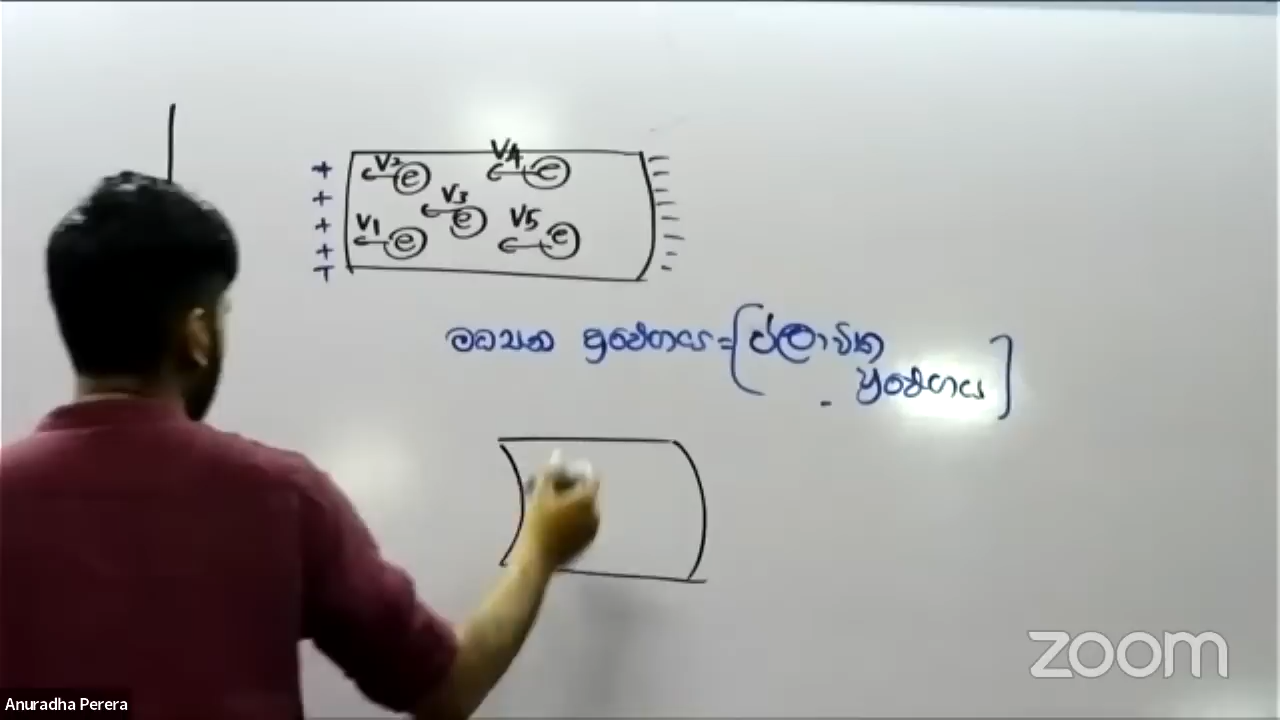 + V2 e V4 e
+ V3 e
+ V1 e V5 e
+
+
මධ්‍යන ප්‍රවේගය = [ප්ලාවිත
ප්‍රවේගය]
zoom
Anuradha Perera